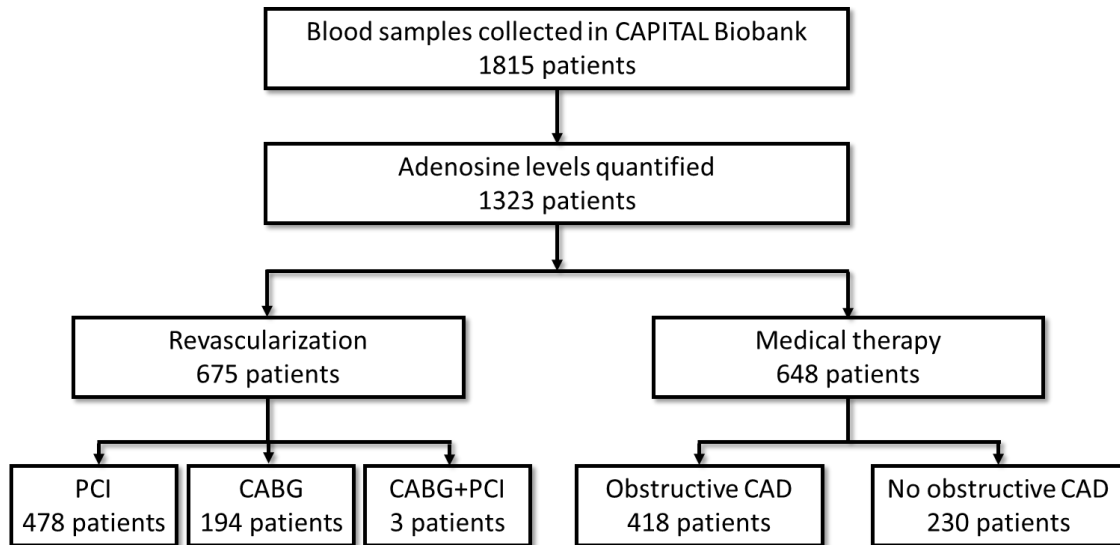 Blood samples collected in CAPITAL Biobank
1815 patients
Adenosine levels quantified
1323 patients
Revascularization
675 patients
Medical therapy
648 patients
PCI
478 patients
CABG
194 patients
CABG+PCI
3 patients
Obstructive CAD
418 patients
No obstructive CAD
230 patients